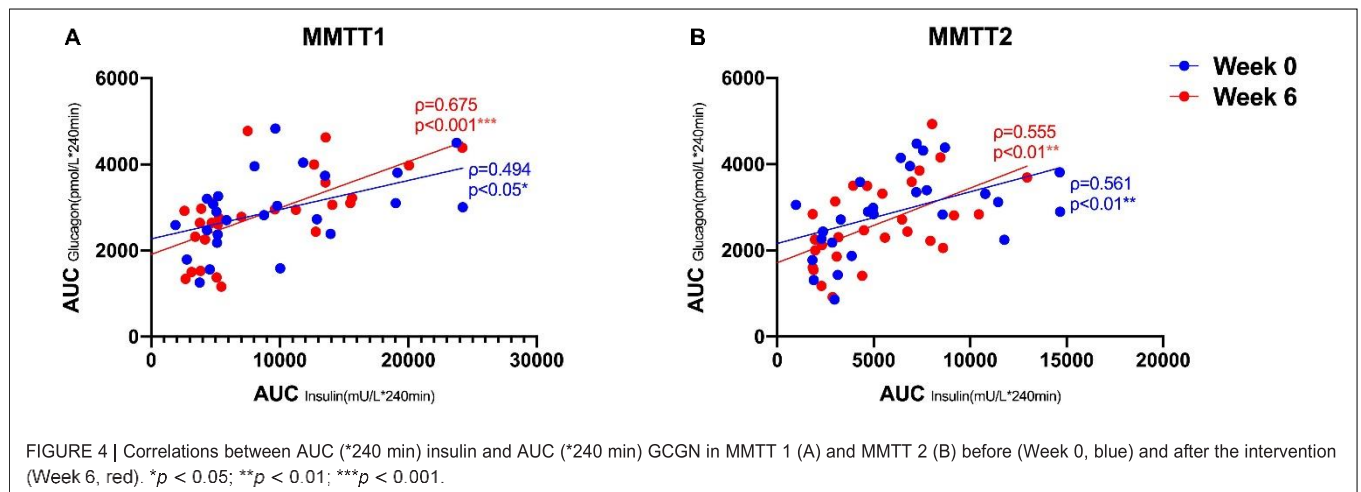 A
MMTT1
6000
4000
2000
0
AUC Glucagon(pmol/L*240min)
ρ=0.675
p<0.001***
ρ=0.494
p<0.05*
0
10000
20000
30000
AUC Insulin(mU/L*240min)
B
MMTT2
6000
4000
2000
0
AUC Glucagon(pmol/L*240min)
ρ=0.555
p<0.01**
ρ=0.561
p<0.01**
0
5000
10000
15000
20000
AUC Insulin(mU/L*240min)
Week 0
Week 6
FIGURE 4 | Correlations between AUC (*240 min) insulin and AUC (*240 min) GCGN in MMTT 1 (A) and MMTT 2 (B) before (Week 0, blue) and after the intervention
(Week 6, red). *p < 0.05; **p < 0.01; ***p < 0.001.